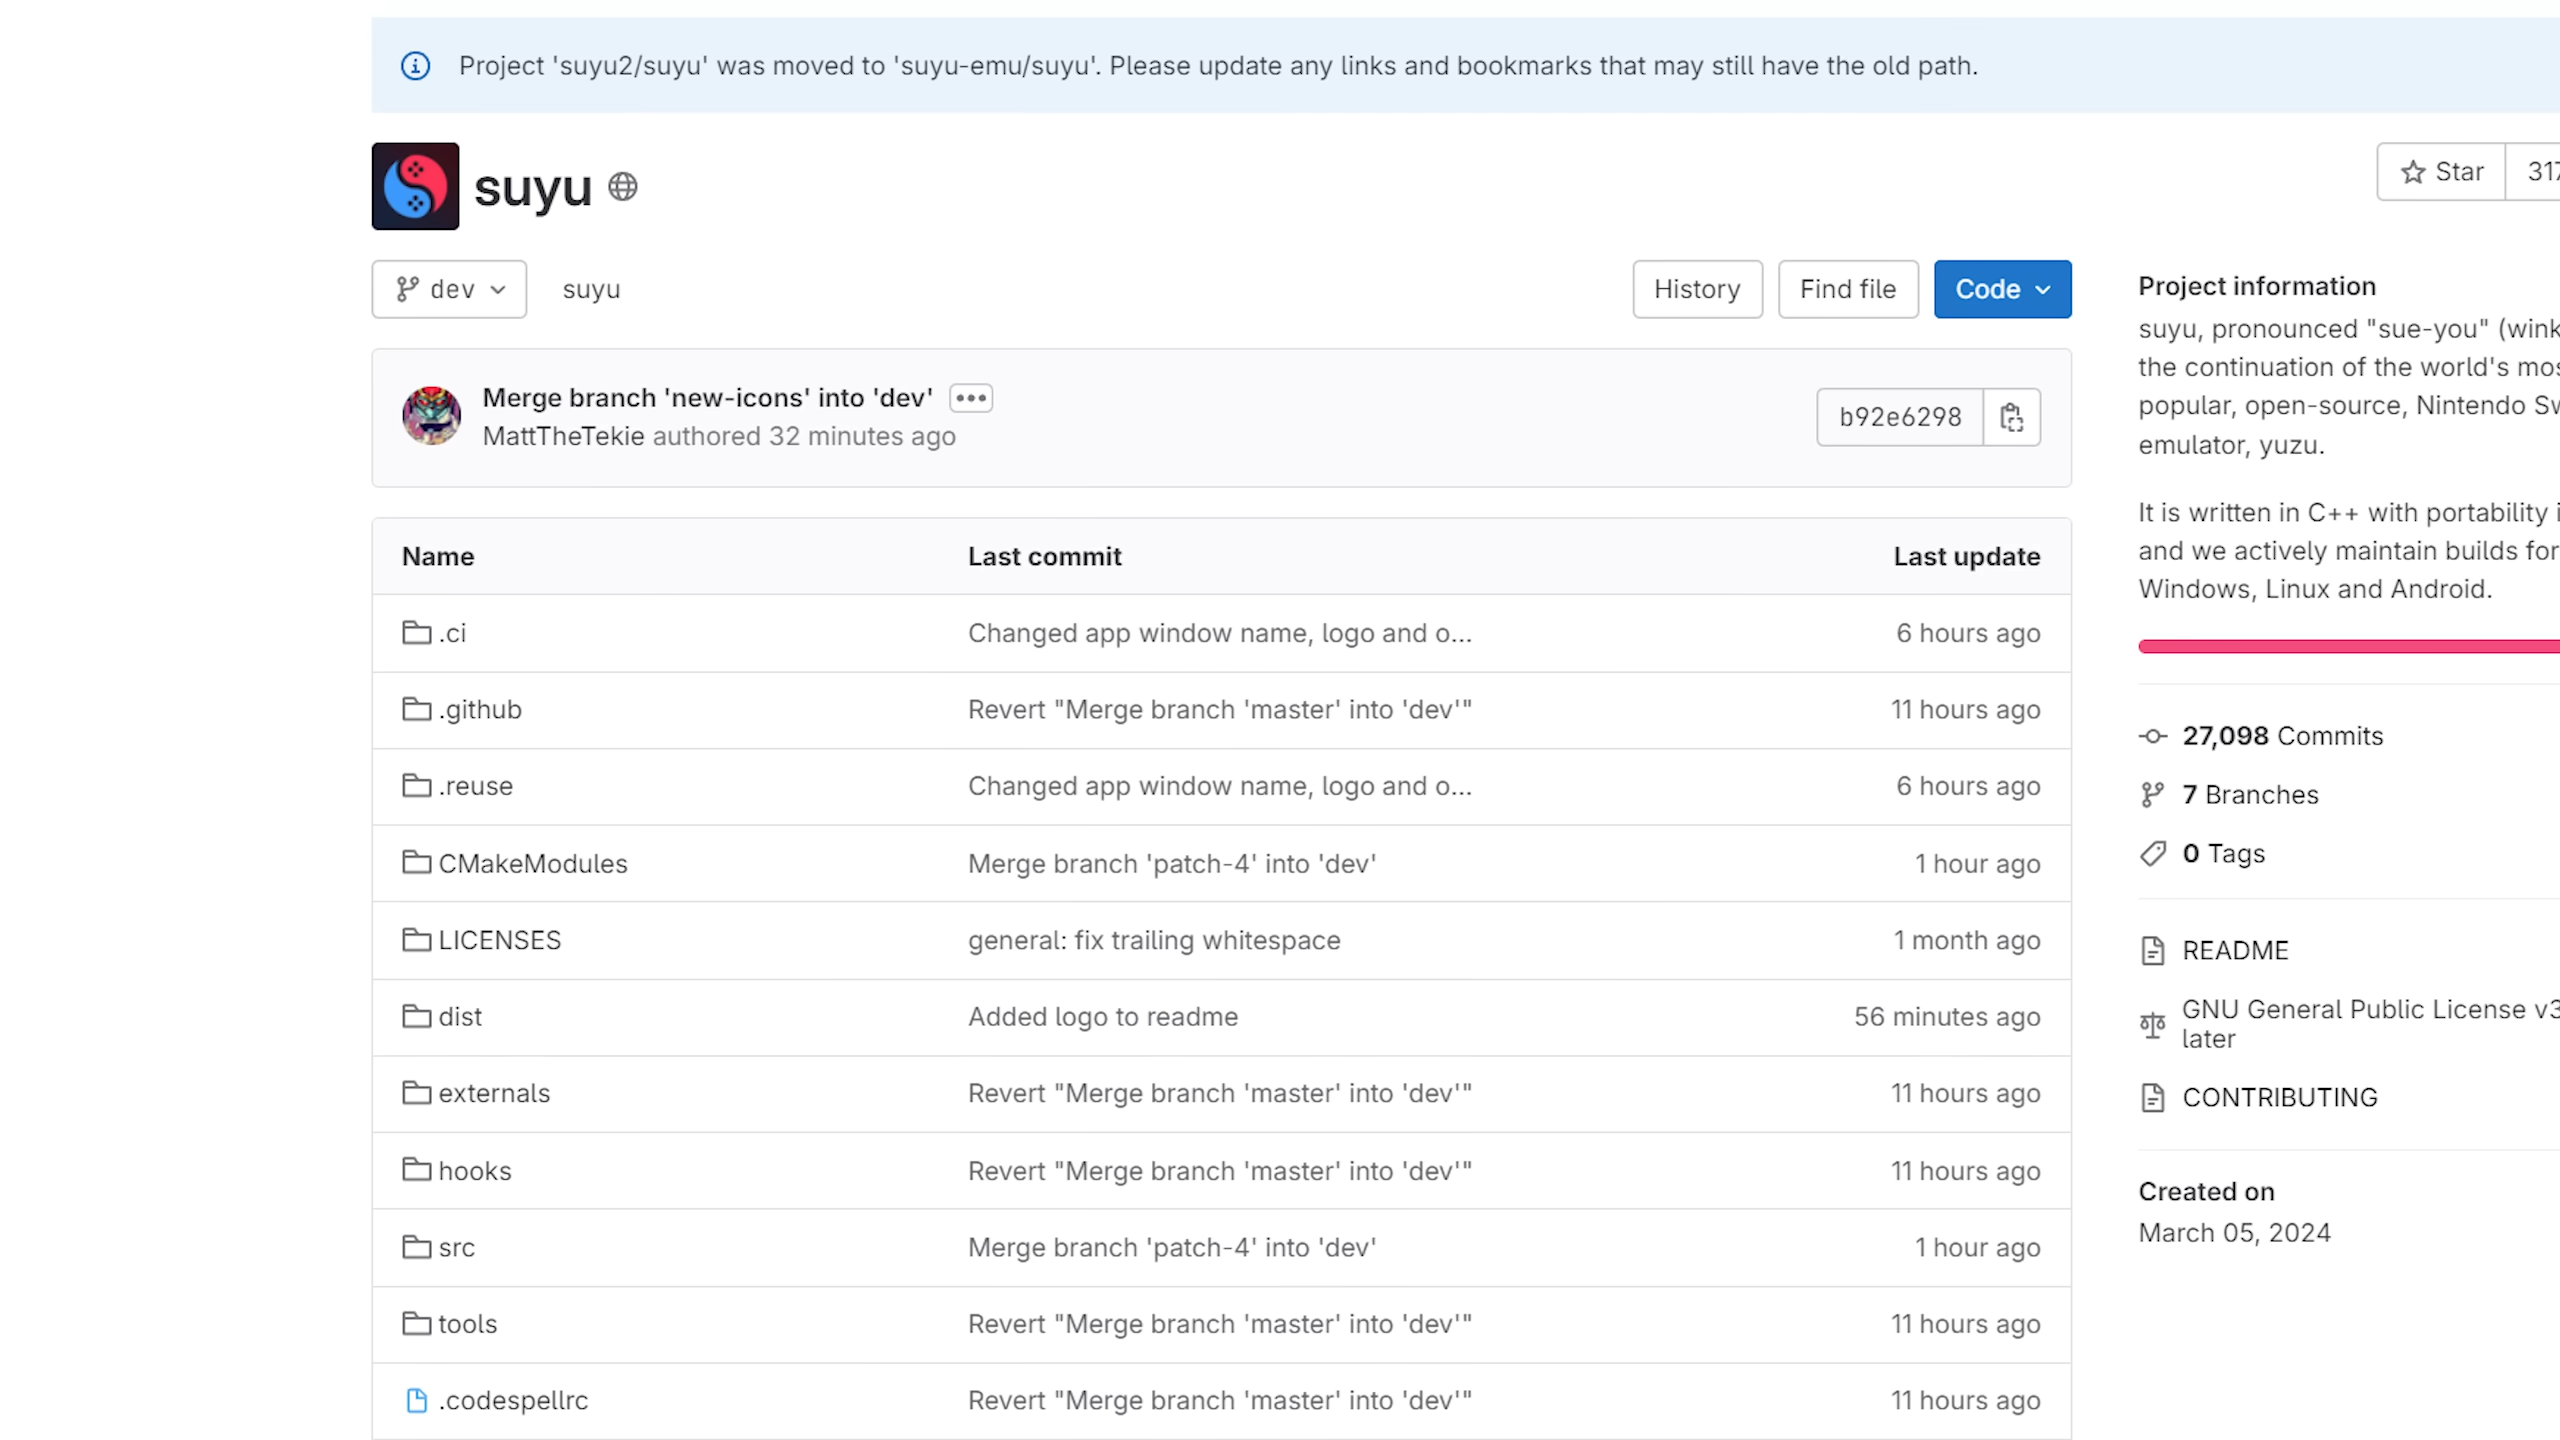 Project 'suyu2/suyu' was moved to 'suyu-emu/suyu'. Please update any links and bookmarks that may still have the old path.
suyu
Star 317
dev suyu History Find file Code
Merge branch 'new-icons' into 'dev'
MattTheTekie authored 32 minutes ago
b92e6298
Name Last commit Last update
.ci Changed app window name, logo and o... 6 hours ago
.github Revert "Merge branch 'master' into 'dev'" 11 hours ago
.reuse Changed app window name, logo and o... 6 hours ago
CMakeModules Merge branch 'patch-4' into 'dev' 1 hour ago
LICENSES general: fix trailing whitespace 1 month ago
dist Added logo to readme 56 minutes ago
externals Revert "Merge branch 'master' into 'dev'" 11 hours ago
hooks Revert "Merge branch 'master' into 'dev'" 11 hours ago
src Merge branch 'patch-4' into 'dev' 1 hour ago
tools Revert "Merge branch 'master' into 'dev'" 11 hours ago
.codespellrc Revert "Merge branch 'master' into 'dev'" 11 hours ago
Project information
suyu, pronounced "sue-you" (wink
the continuation of the world's mos
popular, open-source, Nintendo Sw
emulator, yuzu.
It is written in C++ with portability i
and we actively maintain builds for
Windows, Linux and Android.
27,098 Commits
7 Branches
0 Tags
README
GNU General Public License v3
later
CONTRIBUTING
Created on
March 05, 2024